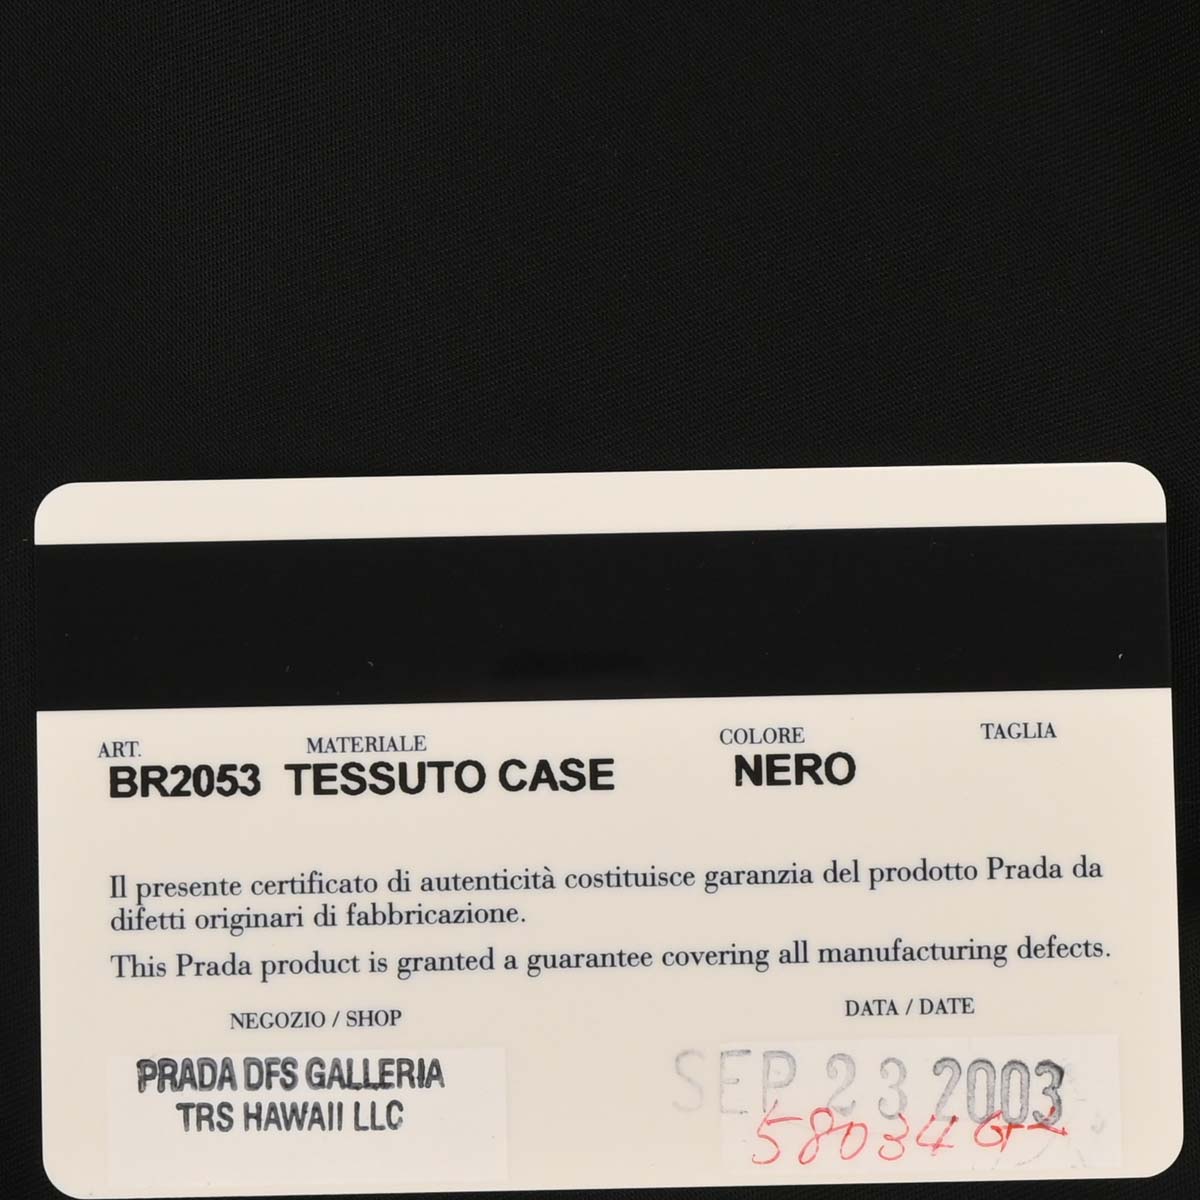 ART. MATERIALE COLORE TAGLIA
BR2053 TESSUTO CASE NERO
Il presente certificato di autenticità costituisce garanzia del prodotto Prada da
difetti originari di fabbricazione.
This Prada product is granted a guarantee covering all manufacturing defects.
NEGOZIO / SHOP DATA / DATE
PRADA DFS GALLERIA
TRS HAWAII LLC
SEP 23 2003
58034